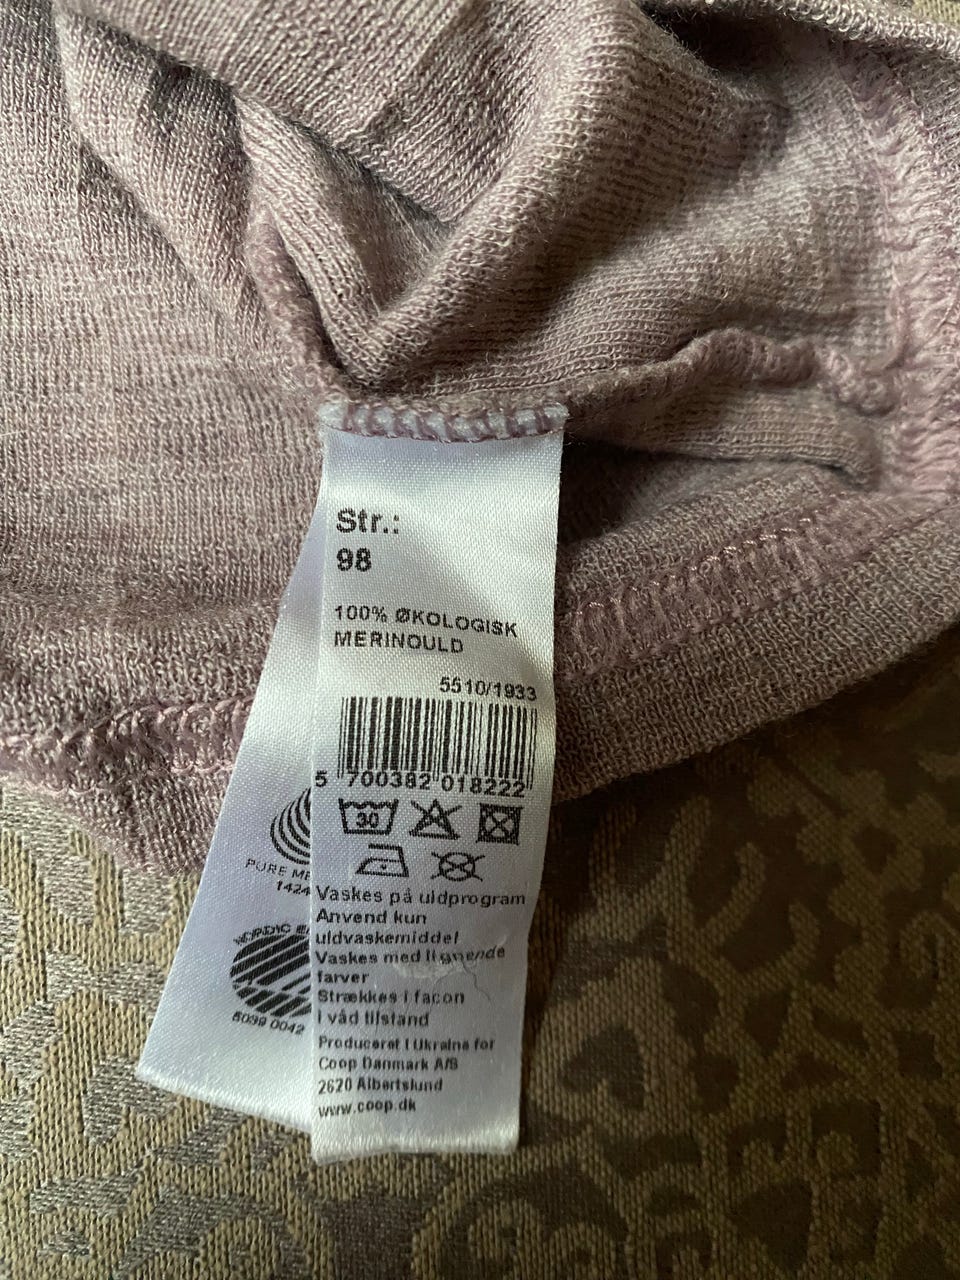 Str.:
98
100% ØKOLOGISK
MERINOULD
5510/1933
5 700382 018222
30
PURE ME
1424
NORDIC
5039 0042
Vaskes på uldprogram
Anvend kun
uldvaskemiddel
Vaskes med lignende
farver
Strækkes i facon
i våd tilstand
Produceret i Ukraine for
Coop Danmark A/S
2620 Albertslund
www.coop.dk